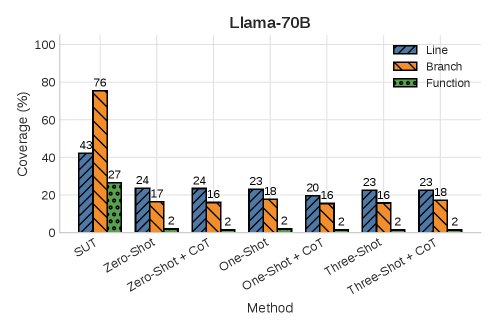 Llama-70B
Coverage (%)
100
80
60
40
20
0
Line
Branch
Function
43
76
27
24
17
2
24
16
2
23
18
2
20
16
2
23
16
2
23
18
2
SUT
Zero-Shot
Zero-Shot + CoT
One-Shot
One-Shot + CoT
Three-Shot
Three-Shot + CoT
Method